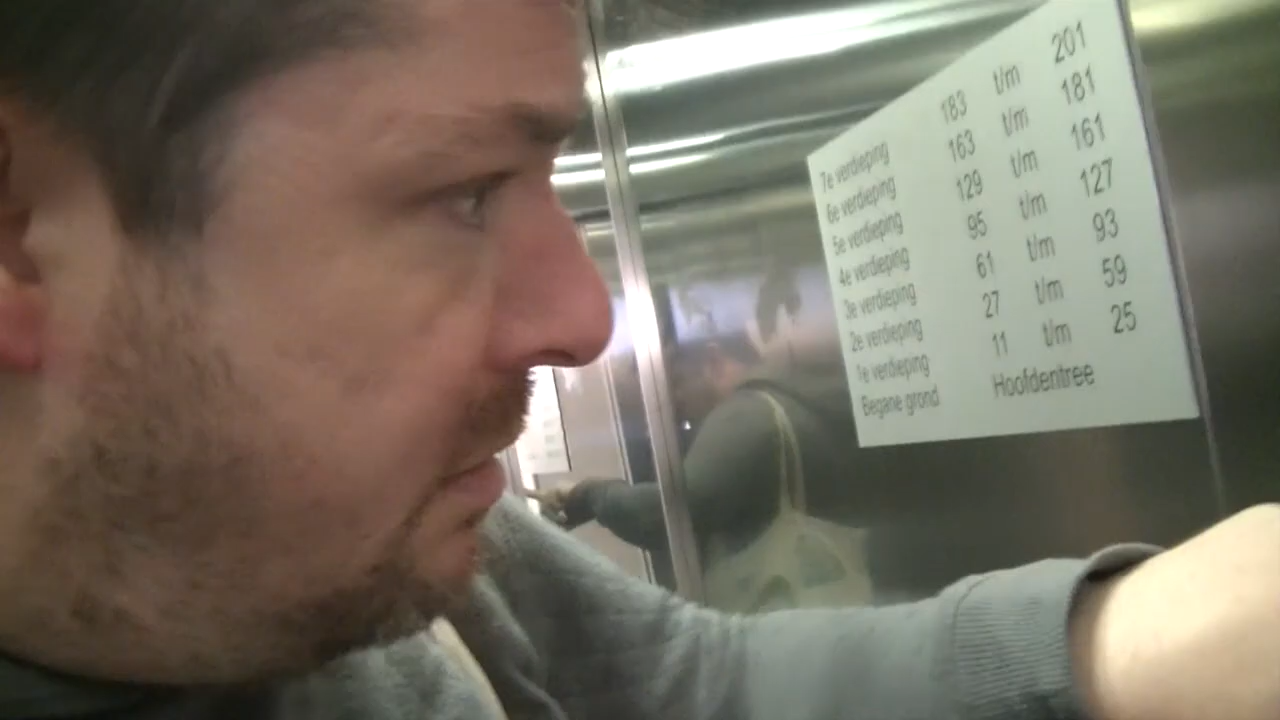 7e verdieping 183 t/m 201
6e verdieping 163 t/m 181
5e verdieping 129 t/m 161
4e verdieping 95 t/m 127
3e verdieping 61 t/m 93
2e verdieping 27 t/m 59
1e verdieping 11 t/m 25
Begane grond Hoofdentree